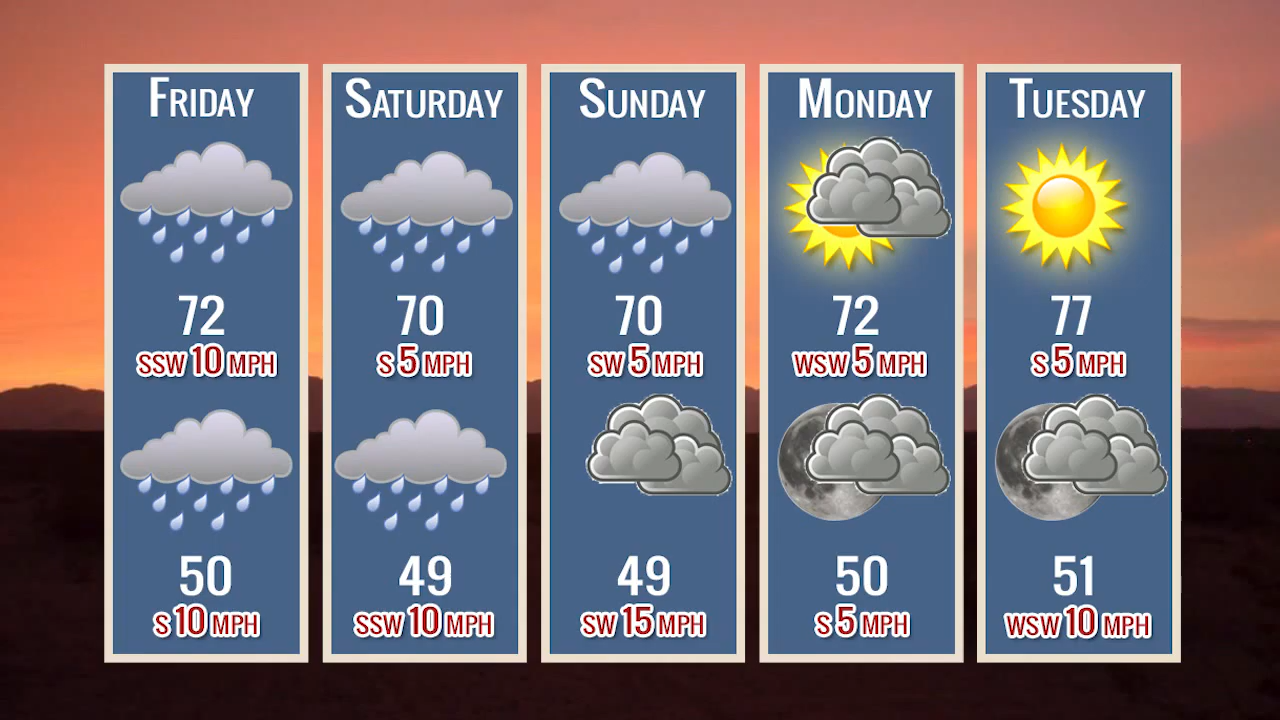 FRIDAY
72
SSW 10 MPH
50
S 10 MPH
SATURDAY
70
S 5 MPH
49
SSW 10 MPH
SUNDAY
70
SW 5 MPH
49
SW 15 MPH
MONDAY
72
WSW 5 MPH
50
S 5 MPH
TUESDAY
77
S 5 MPH
51
WSW 10 MPH